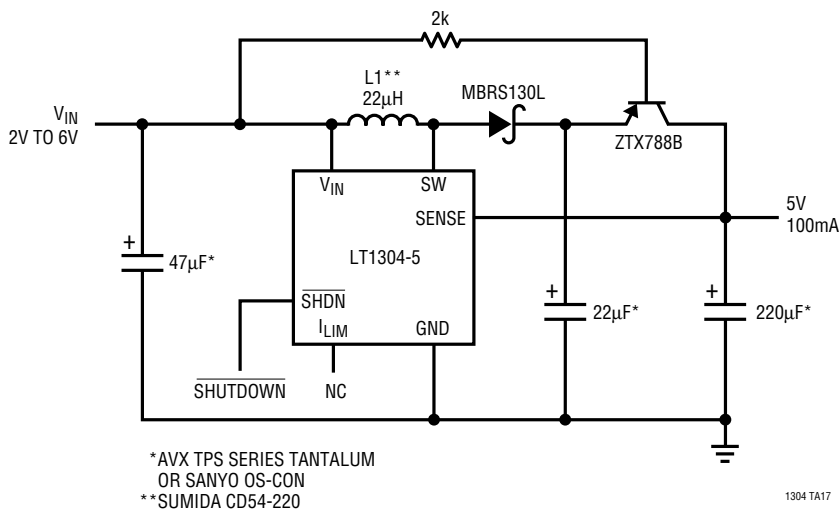 2k
L1**
22µH
MBRS130L
V_IN
2V TO 6V
ZTX788B
V_IN
SW
SENSE
5V
100mA
LT1304-5
+
47µF*
SHDN
+
22µF*
+
220µF*
I_LIM
GND
SHUTDOWN
NC
*AVX TPS SERIES TANTALUM
OR SANYO OS-CON
**SUMIDA CD54-220
1304 TA17